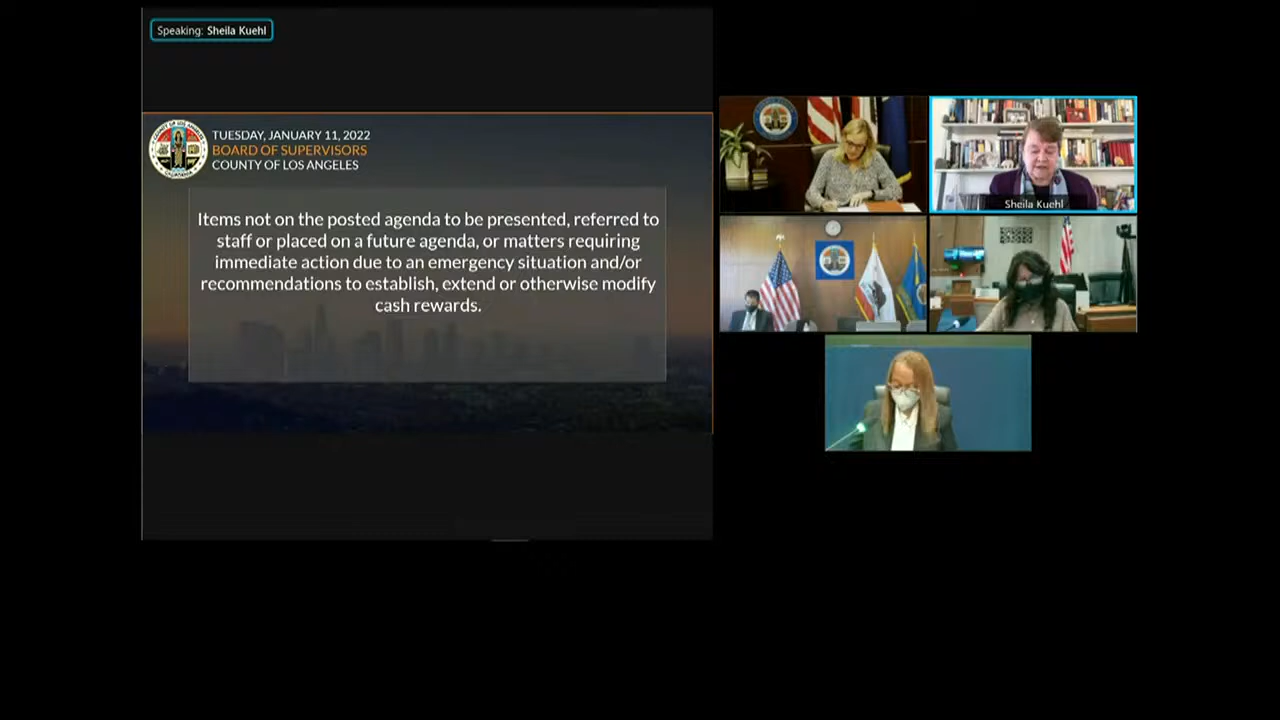 Speaking: Sheila Kuehl
TUESDAY, JANUARY 11, 2022
BOARD OF SUPERVISORS
COUNTY OF LOS ANGELES
Items not on the posted agenda to be presented, referred to
staff or placed on a future agenda, or matters requiring
immediate action due to an emergency situation and/or
recommendations to establish, extend or otherwise modify
cash rewards.
Sheila Kuehl